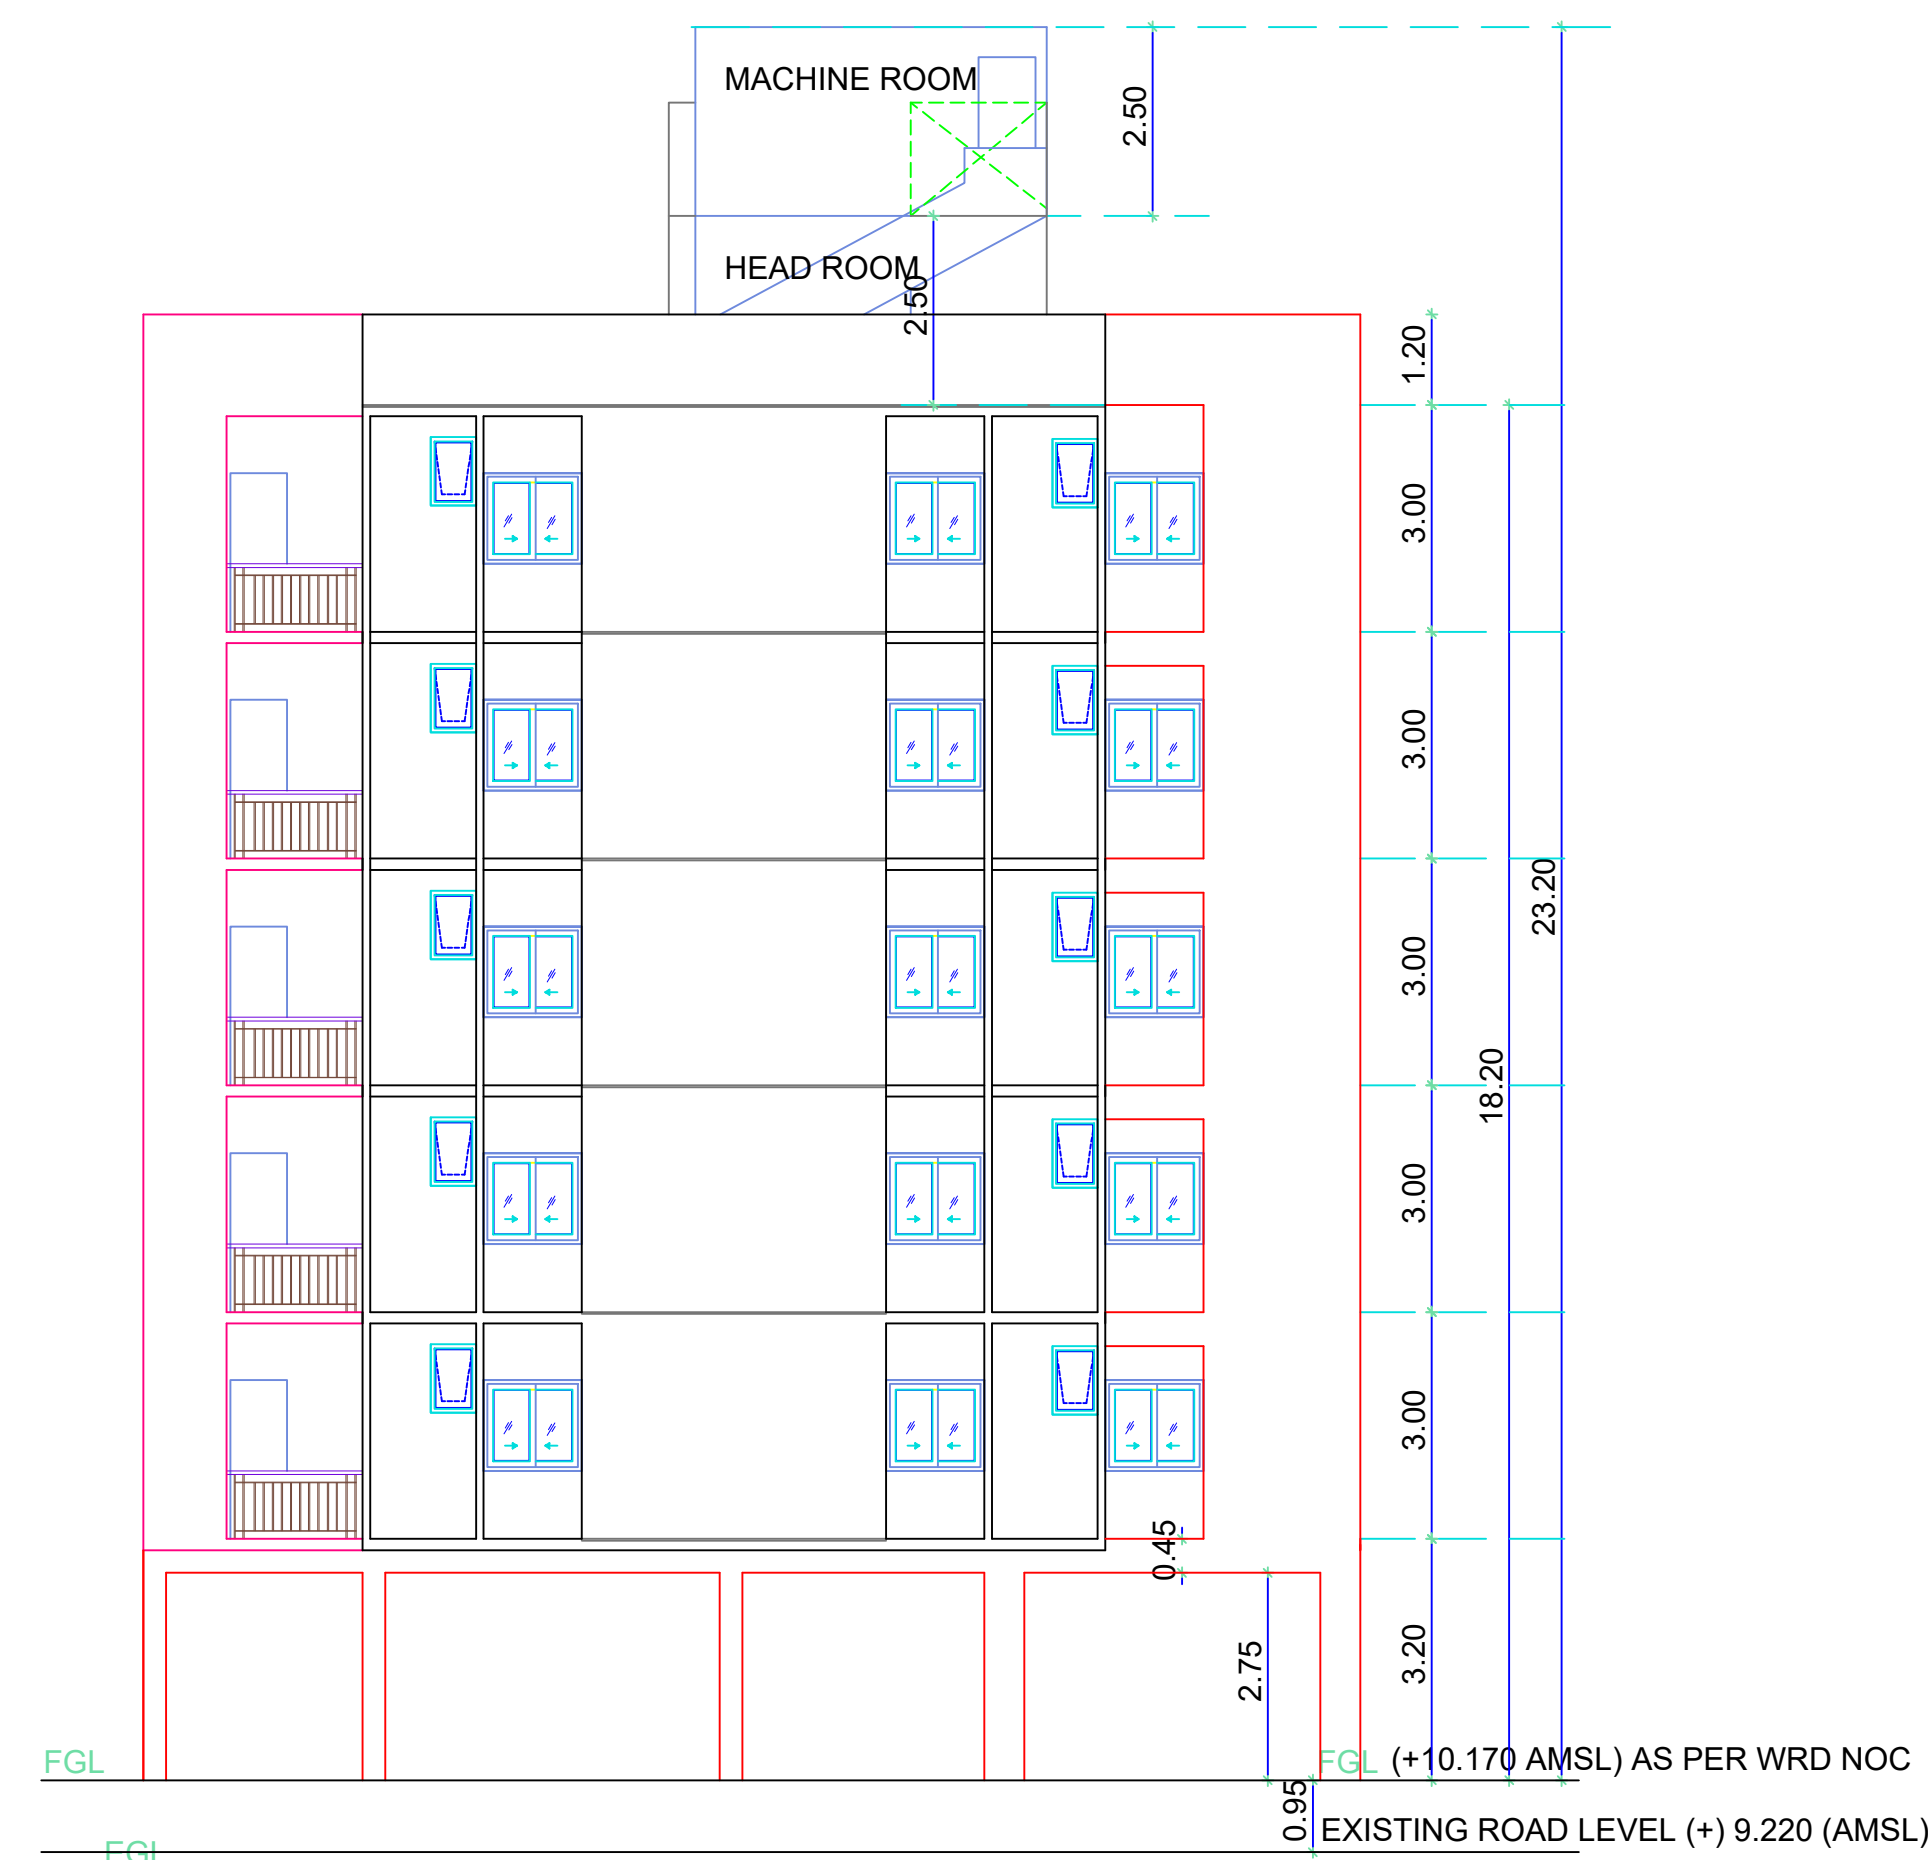 MACHINE ROOM
2.50
HEAD ROOM
2.50
1.20
3.00
3.00
23.20
3.00
18.20
3.00
3.00
0.45
2.75
3.20
FGL
FGL (+10.170 AMSL) AS PER WRD NOC
0.95
EXISTING ROAD LEVEL (+) 9.220 (AMSL)
FGL